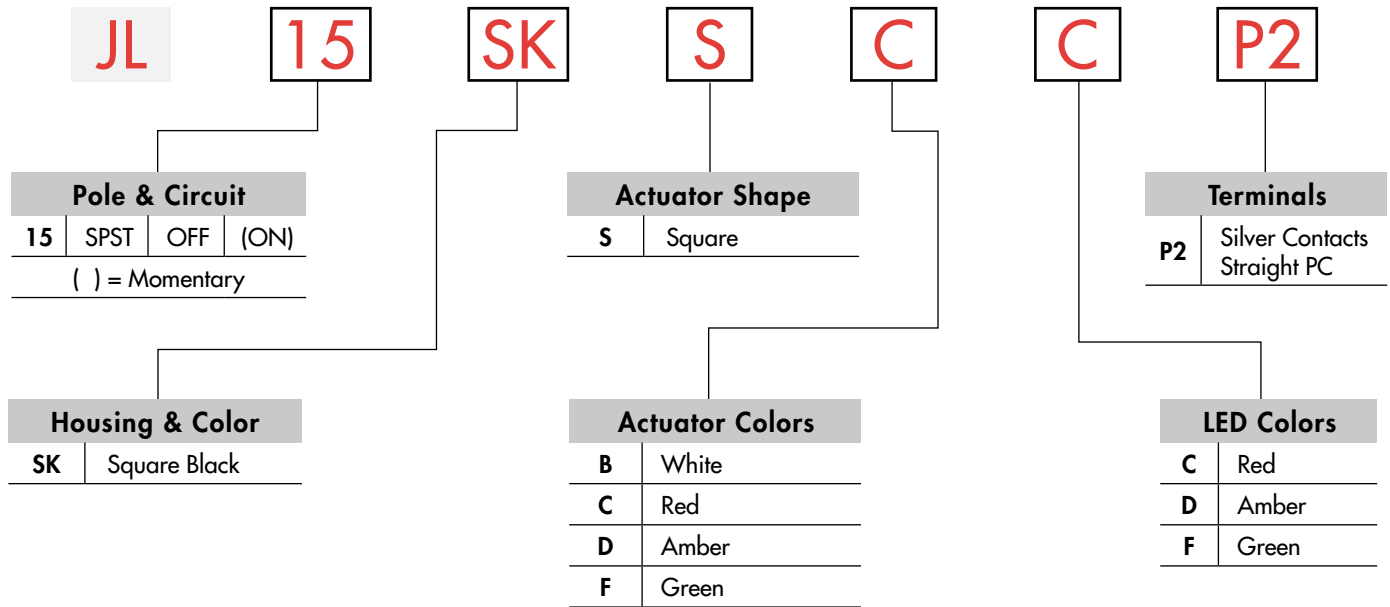 JL 15 SK S C C P2
Pole & Circuit
15 SPST OFF (ON)
( ) = Momentary
Actuator Shape
S Square
Terminals
P2 Silver Contacts
Straight PC
Housing & Color
SK Square Black
Actuator Colors
B White
C Red
D Amber
F Green
LED Colors
C Red
D Amber
F Green